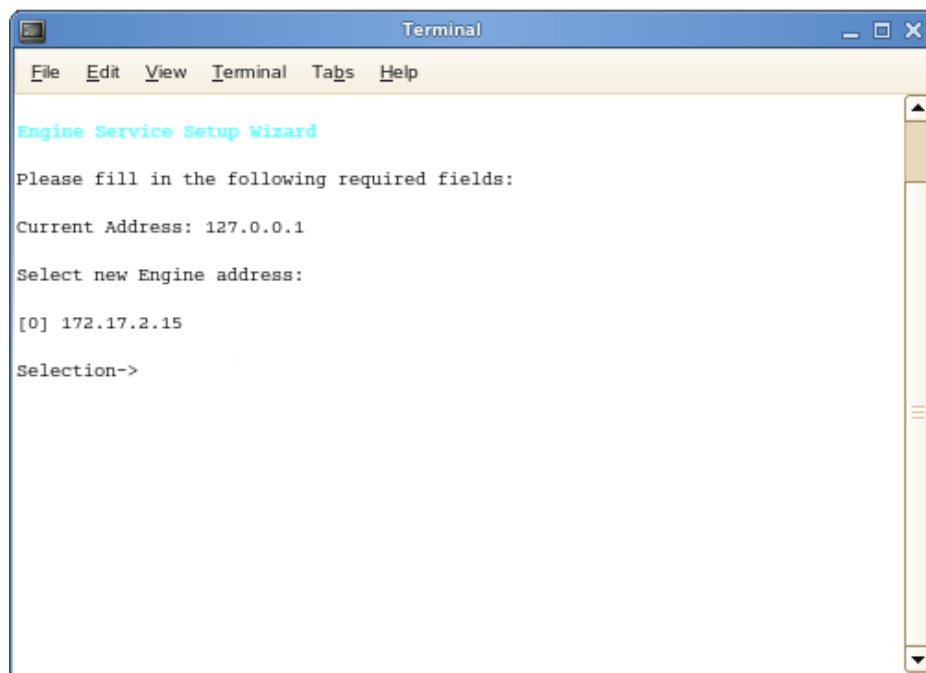 Terminal
File Edit View Terminal Tabs Help
Engine Service Setup Wizard
Please fill in the following required fields:
Current Address: 127.0.0.1
Select new Engine address:
[0] 172.17.2.15
Selection->